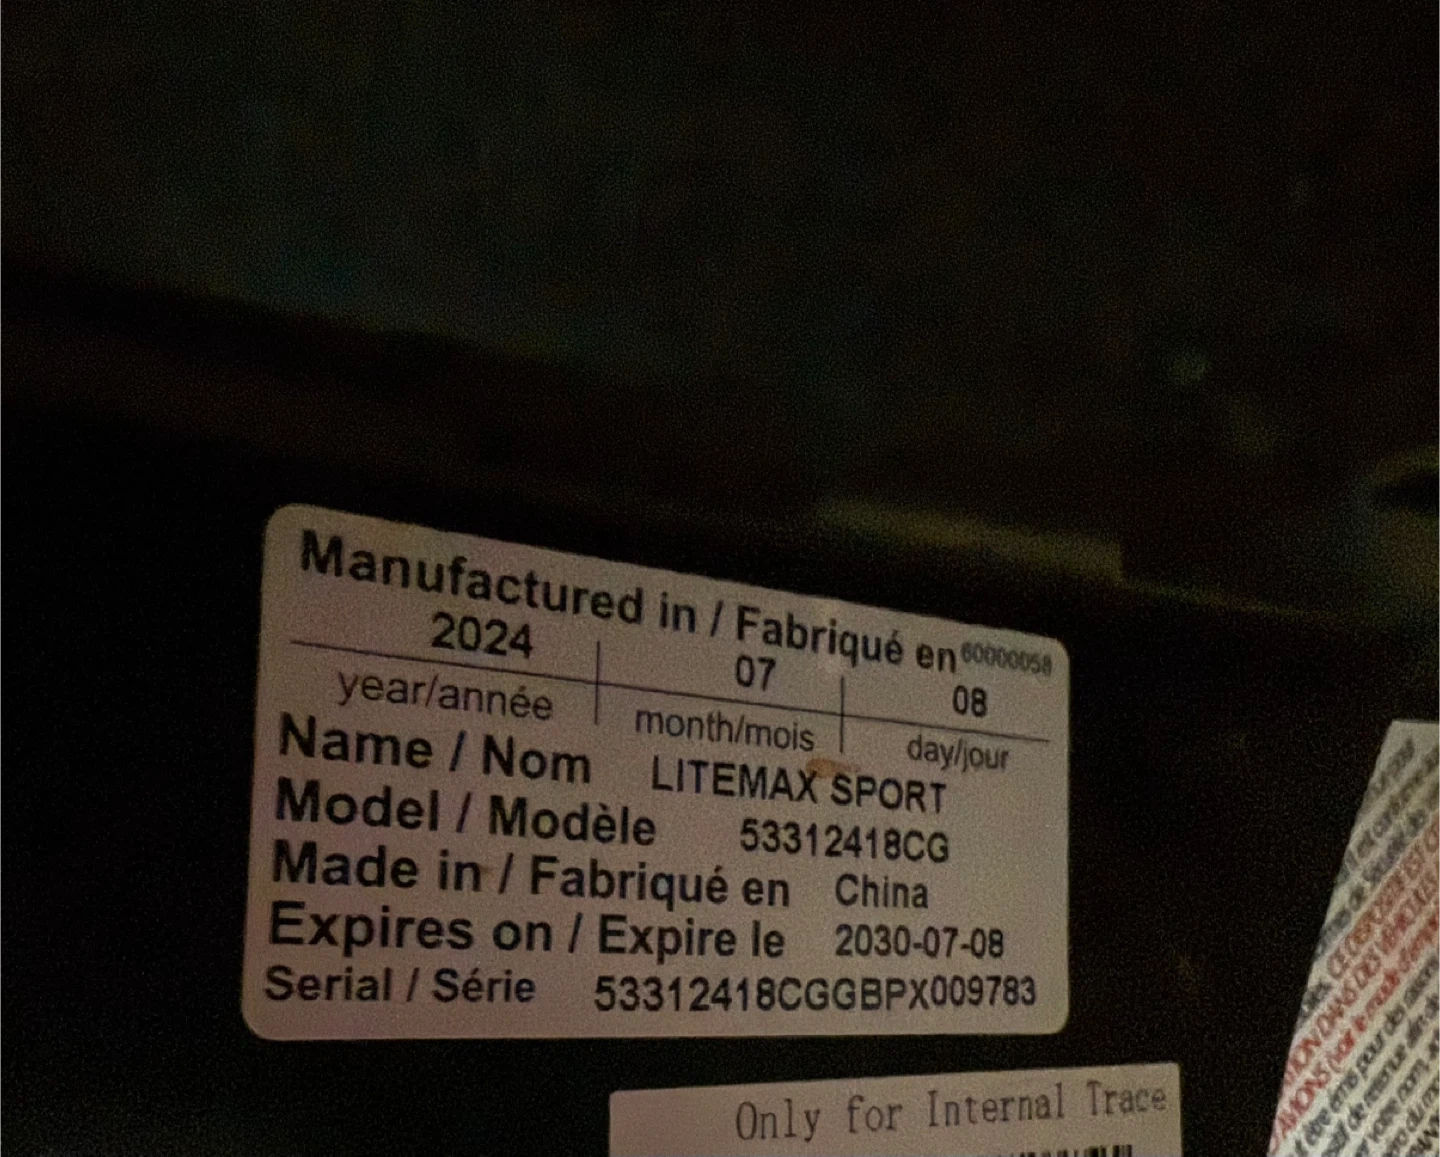 Manufactured in / Fabriqué en 60000058
2024 07 08
year/année month/mois day/jour
Name / Nom LITEMAX SPORT
Model / Modèle 53312418CG
Made in / Fabriqué en China
Expires on / Expire le 2030-07-08
Serial / Série 53312418CGGBPX009783
Only for Internal Trace